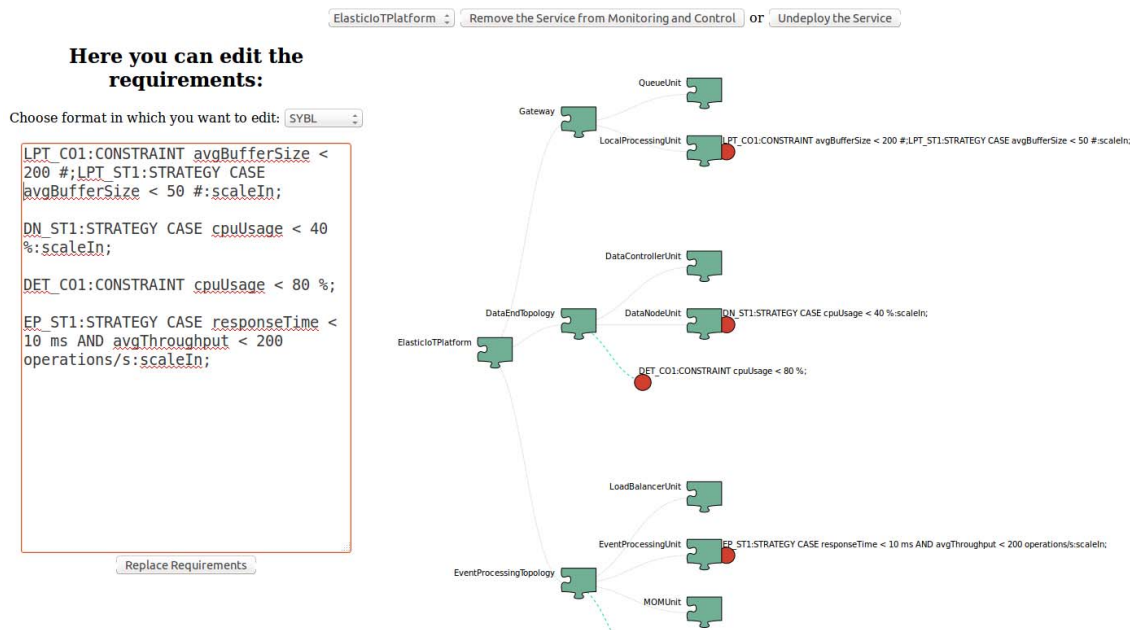 ElasticIoTPlatform Remove the Service from Monitoring and Control or Undeploy the Service
Here you can edit the
requirements:
Choose format in which you want to edit: SYBL
LPT_CO1:CONSTRAINT avgBufferSize <
200 #;LPT_ST1:STRATEGY CASE
avgBufferSize < 50 #:scaleIn;
DN_ST1:STRATEGY CASE cpuUsage < 40
%:scaleIn;
DET_CO1:CONSTRAINT cpuUsage < 80 %;
EP_ST1:STRATEGY CASE responseTime <
10 ms AND avgThroughput < 200
operations/s:scaleIn;
Replace Requirements
QueueUnit
Gateway
LocalProcessingUnit
LPT_CO1:CONSTRAINT avgBufferSize < 200 #;LPT_ST1:STRATEGY CASE avgBufferSize < 50 #:scaleIn;
DataControllerUnit
DataEndTopology
DataNodeUnit
DN_ST1:STRATEGY CASE cpuUsage < 40 %:scaleIn;
ElasticIoTPlatform
DET_CO1:CONSTRAINT cpuUsage < 80 %;
LoadBalancerUnit
EventProcessingUnit
EP_ST1:STRATEGY CASE responseTime < 10 ms AND avgThroughput < 200 operations/s:scaleIn;
EventProcessingTopology
MOMUnit